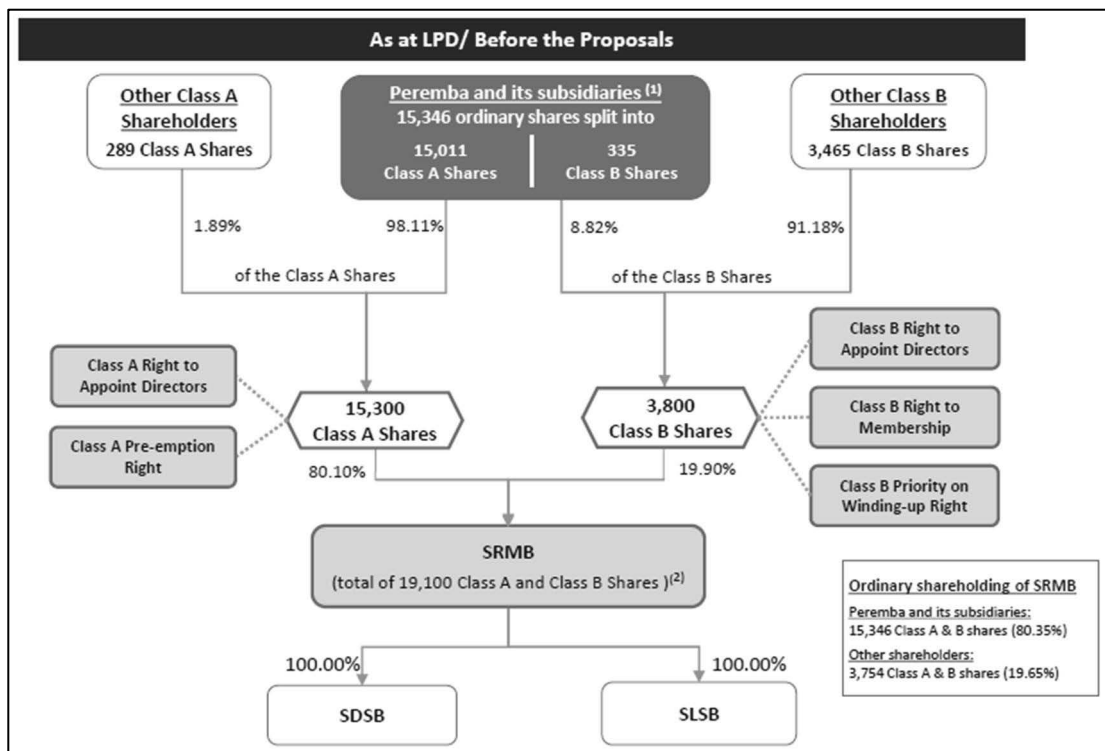 As at LPD/ Before the Proposals
Other Class A
Shareholders
289 Class A Shares
Peremba and its subsidiaries (1)
15,346 ordinary shares split into
15,011
Class A Shares
335
Class B Shares
Other Class B
Shareholders
3,465 Class B Shares
1.89%
98.11%
8.82%
91.18%
of the Class A Shares
of the Class B Shares
Class A Right to
Appoint Directors
Class A Pre-emption
Right
15,300
Class A Shares
3,800
Class B Shares
Class B Right to
Appoint Directors
Class B Right to
Membership
Class B Priority on
Winding-up Right
80.10%
19.90%
SRMB
(total of 19,100 Class A and Class B Shares )(2)
Ordinary shareholding of SRMB
Peremba and its subsidiaries:
15,346 Class A & B shares (80.35%)
Other shareholders:
3,754 Class A & B shares (19.65%)
100.00%
100.00%
SDSB
SLSB